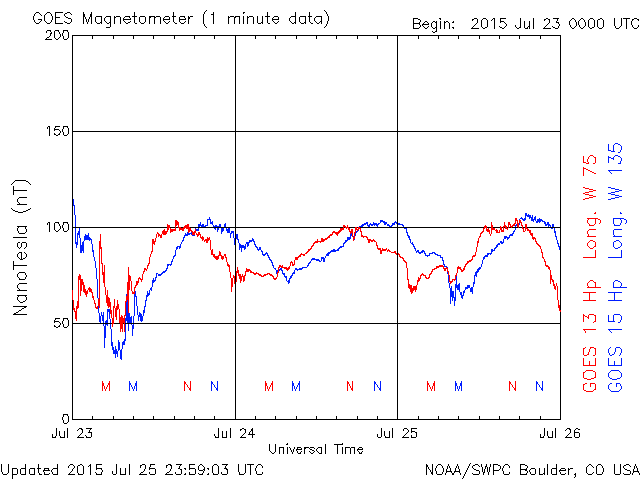 GOES Magnetometer (1 minute data)
Begin: 2015 Jul 23 0000 UTC
200
150
100
50
0
NanoTesla (nT)
M M N N M M N N M M N N
Jul 23 Jul 24 Jul 25 Jul 26
Universal Time
GOES 13 Hp Long. W 75
GOES 15 Hp Long. W 135
Updated 2015 Jul 25 23:59:03 UTC
NOAA/SWPC Boulder, CO USA